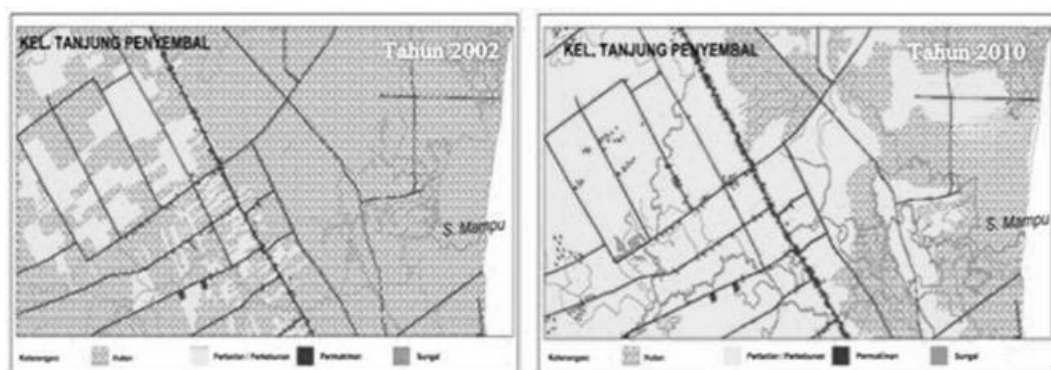 KEL. TANJUNG PENYEMBAL
Tahun 2002
S. Mampu
Keterangan:
Hutan
Pertanian / Perkebunan
Permukiman
Sungai
KEL. TANJUNG PENYEMBAL
Tahun 2010
S. Mampu
Keterangan:
Hutan
Pertanian / Perkebunan
Permukiman
Sungai